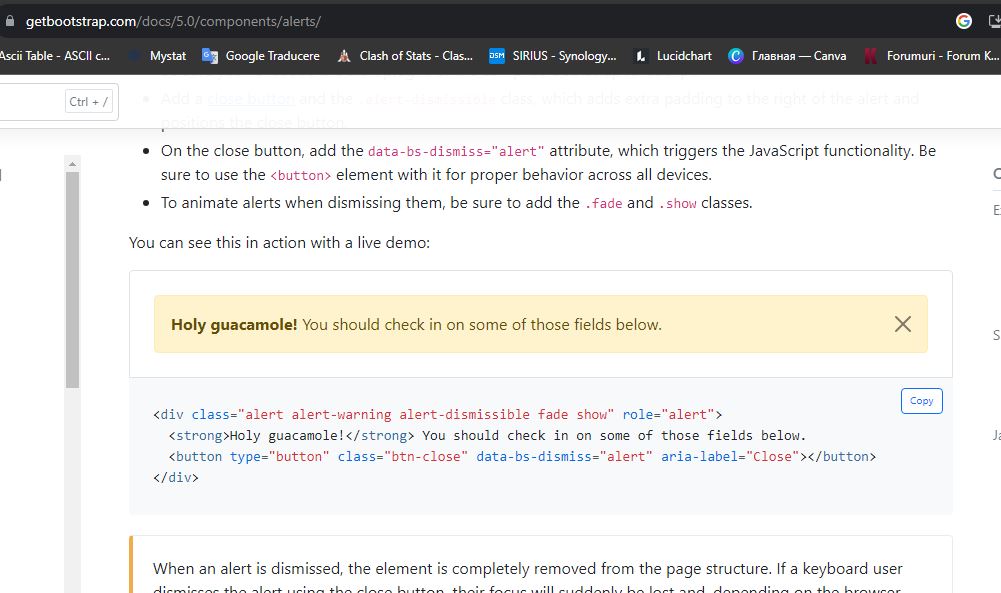 getbootstrap.com/docs/5.0/components/alerts/
Ascii Table - ASCII c... Mystat Google Traducere Clash of Stats - Clas... SIRIUS – Synology... Lucidchart Главная — Canva Forumuri - Forum K...
Ctrl + /
Add a close button and the .alert-dismissible class, which adds extra padding to the right of the alert and
positions the close button.
On the close button, add the data-bs-dismiss="alert" attribute, which triggers the JavaScript functionality. Be
sure to use the <button> element with it for proper behavior across all devices.
To animate alerts when dismissing them, be sure to add the .fade and .show classes.
You can see this in action with a live demo:
Holy guacamole! You should check in on some of those fields below.
Copy
<div class="alert alert-warning alert-dismissible fade show" role="alert">
<strong>Holy guacamole!</strong> You should check in on some of those fields below.
<button type="button" class="btn-close" data-bs-dismiss="alert" aria-label="Close"></button>
</div>
When an alert is dismissed, the element is completely removed from the page structure. If a keyboard user
dismisses the alert using the close button, their focus will suddenly be lost and, depending on the browser,